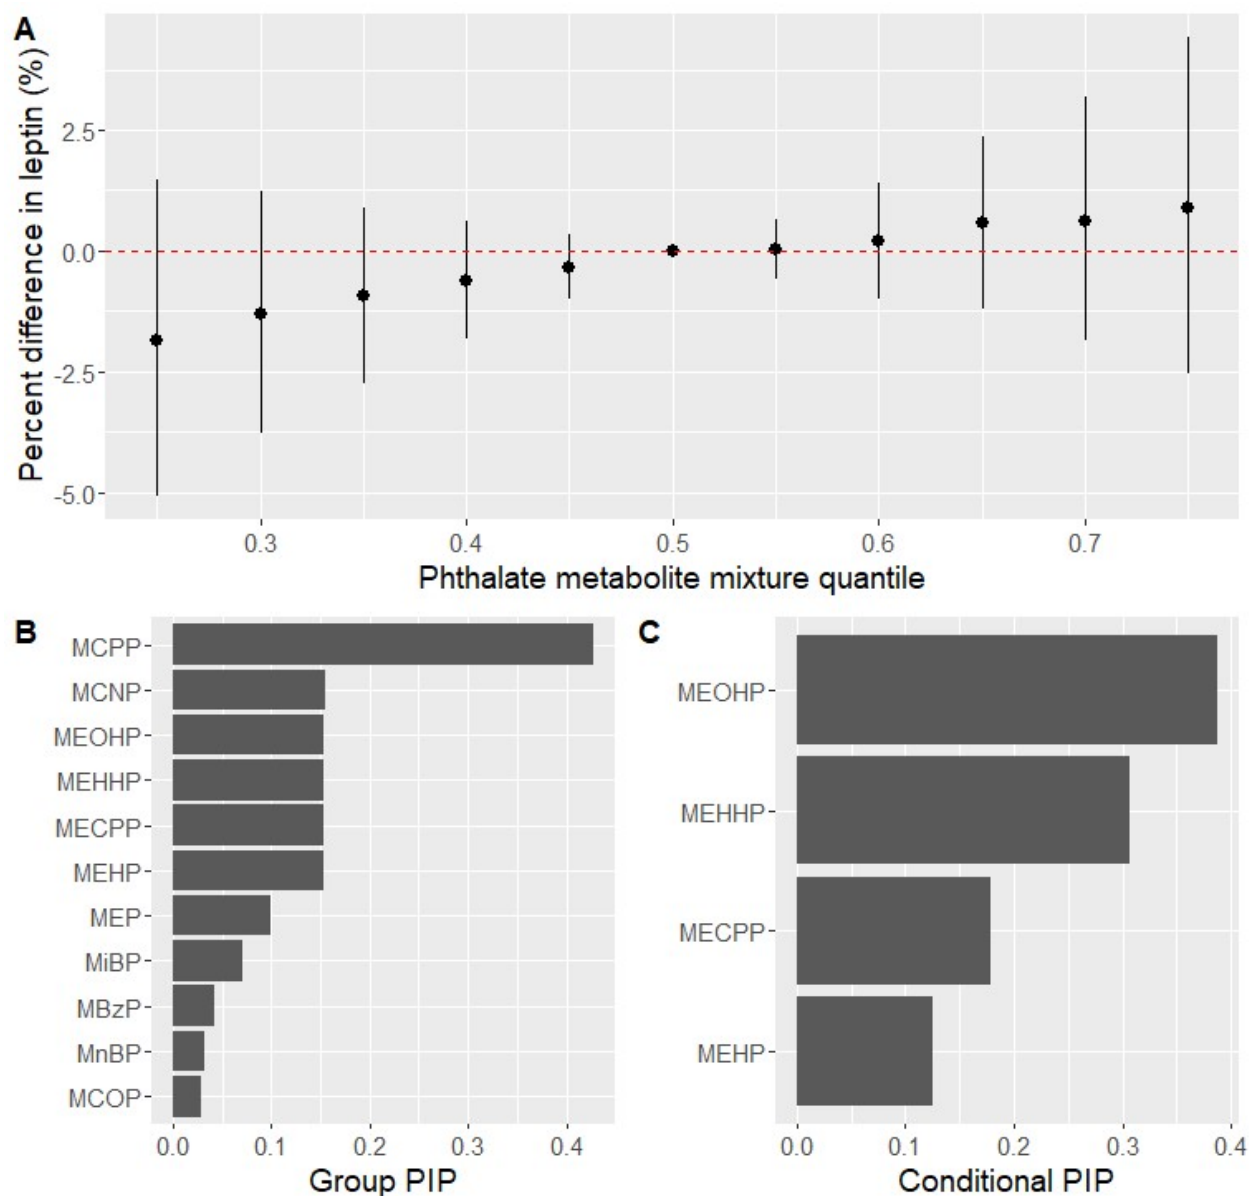 A
Percent difference in leptin (%)
2.5
0.0
-2.5
-5.0
0.3 0.4 0.5 0.6 0.7
Phthalate metabolite mixture quantile
B
MCPP
MCNP
MEOHP
MEHHP
MECPP
MEHP
MEP
MiBP
MBzP
MnBP
MCOP
0.0 0.1 0.2 0.3 0.4
Group PIP
C
MEOHP
MEHHP
MECPP
MEHP
0.0 0.1 0.2 0.3 0.4
Conditional PIP